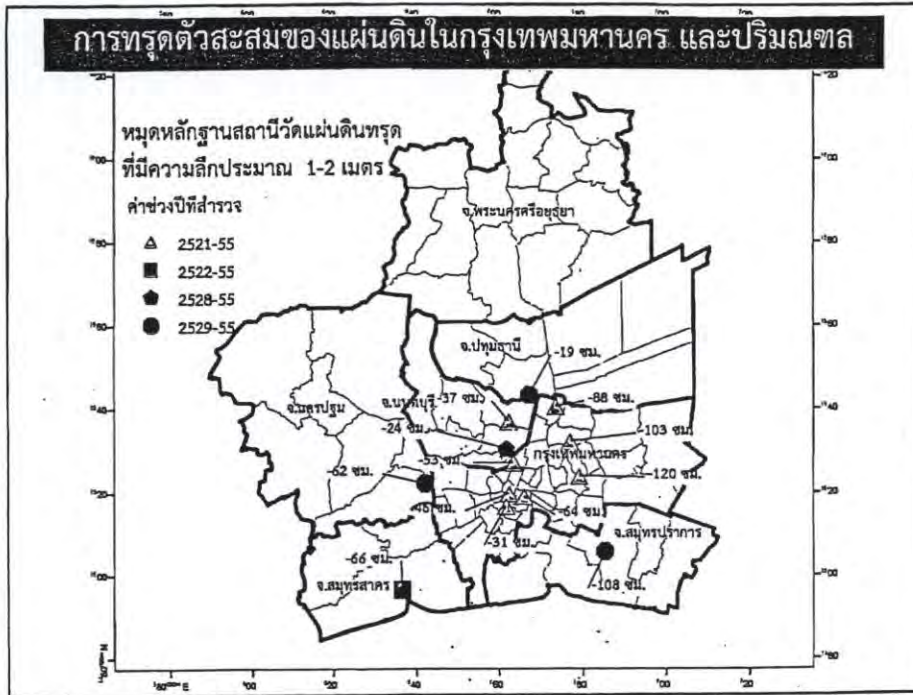 การทรุดตัวสะสมของแผ่นดินในกรุงเทพมหานคร และปริมณฑล
หมุดหลักฐานสถานีวัดแผ่นดินทรุด
ที่มีความลึกประมาณ 1-2 เมตร
ค่าช่วงปีที่สำรวจ
2521-55
2522-55
2528-55
2529-55
จ.พระนครศรีอยุธยา
จ.ปทุมธานี
-19 ซม.
จ.นนทบุรี
-37 ซม.
-88 ซม.
จ.นครปฐม
-24 ซม.
-103 ซม.
กรุงเทพมหานคร
-53 ซม.
-62 ซม.
-120 ซม.
-46 ซม.
-64 ซม.
จ.สมุทรปราการ
-31 ซม.
-66 ซม.
จ.สมุทรสาคร
-108 ซม.